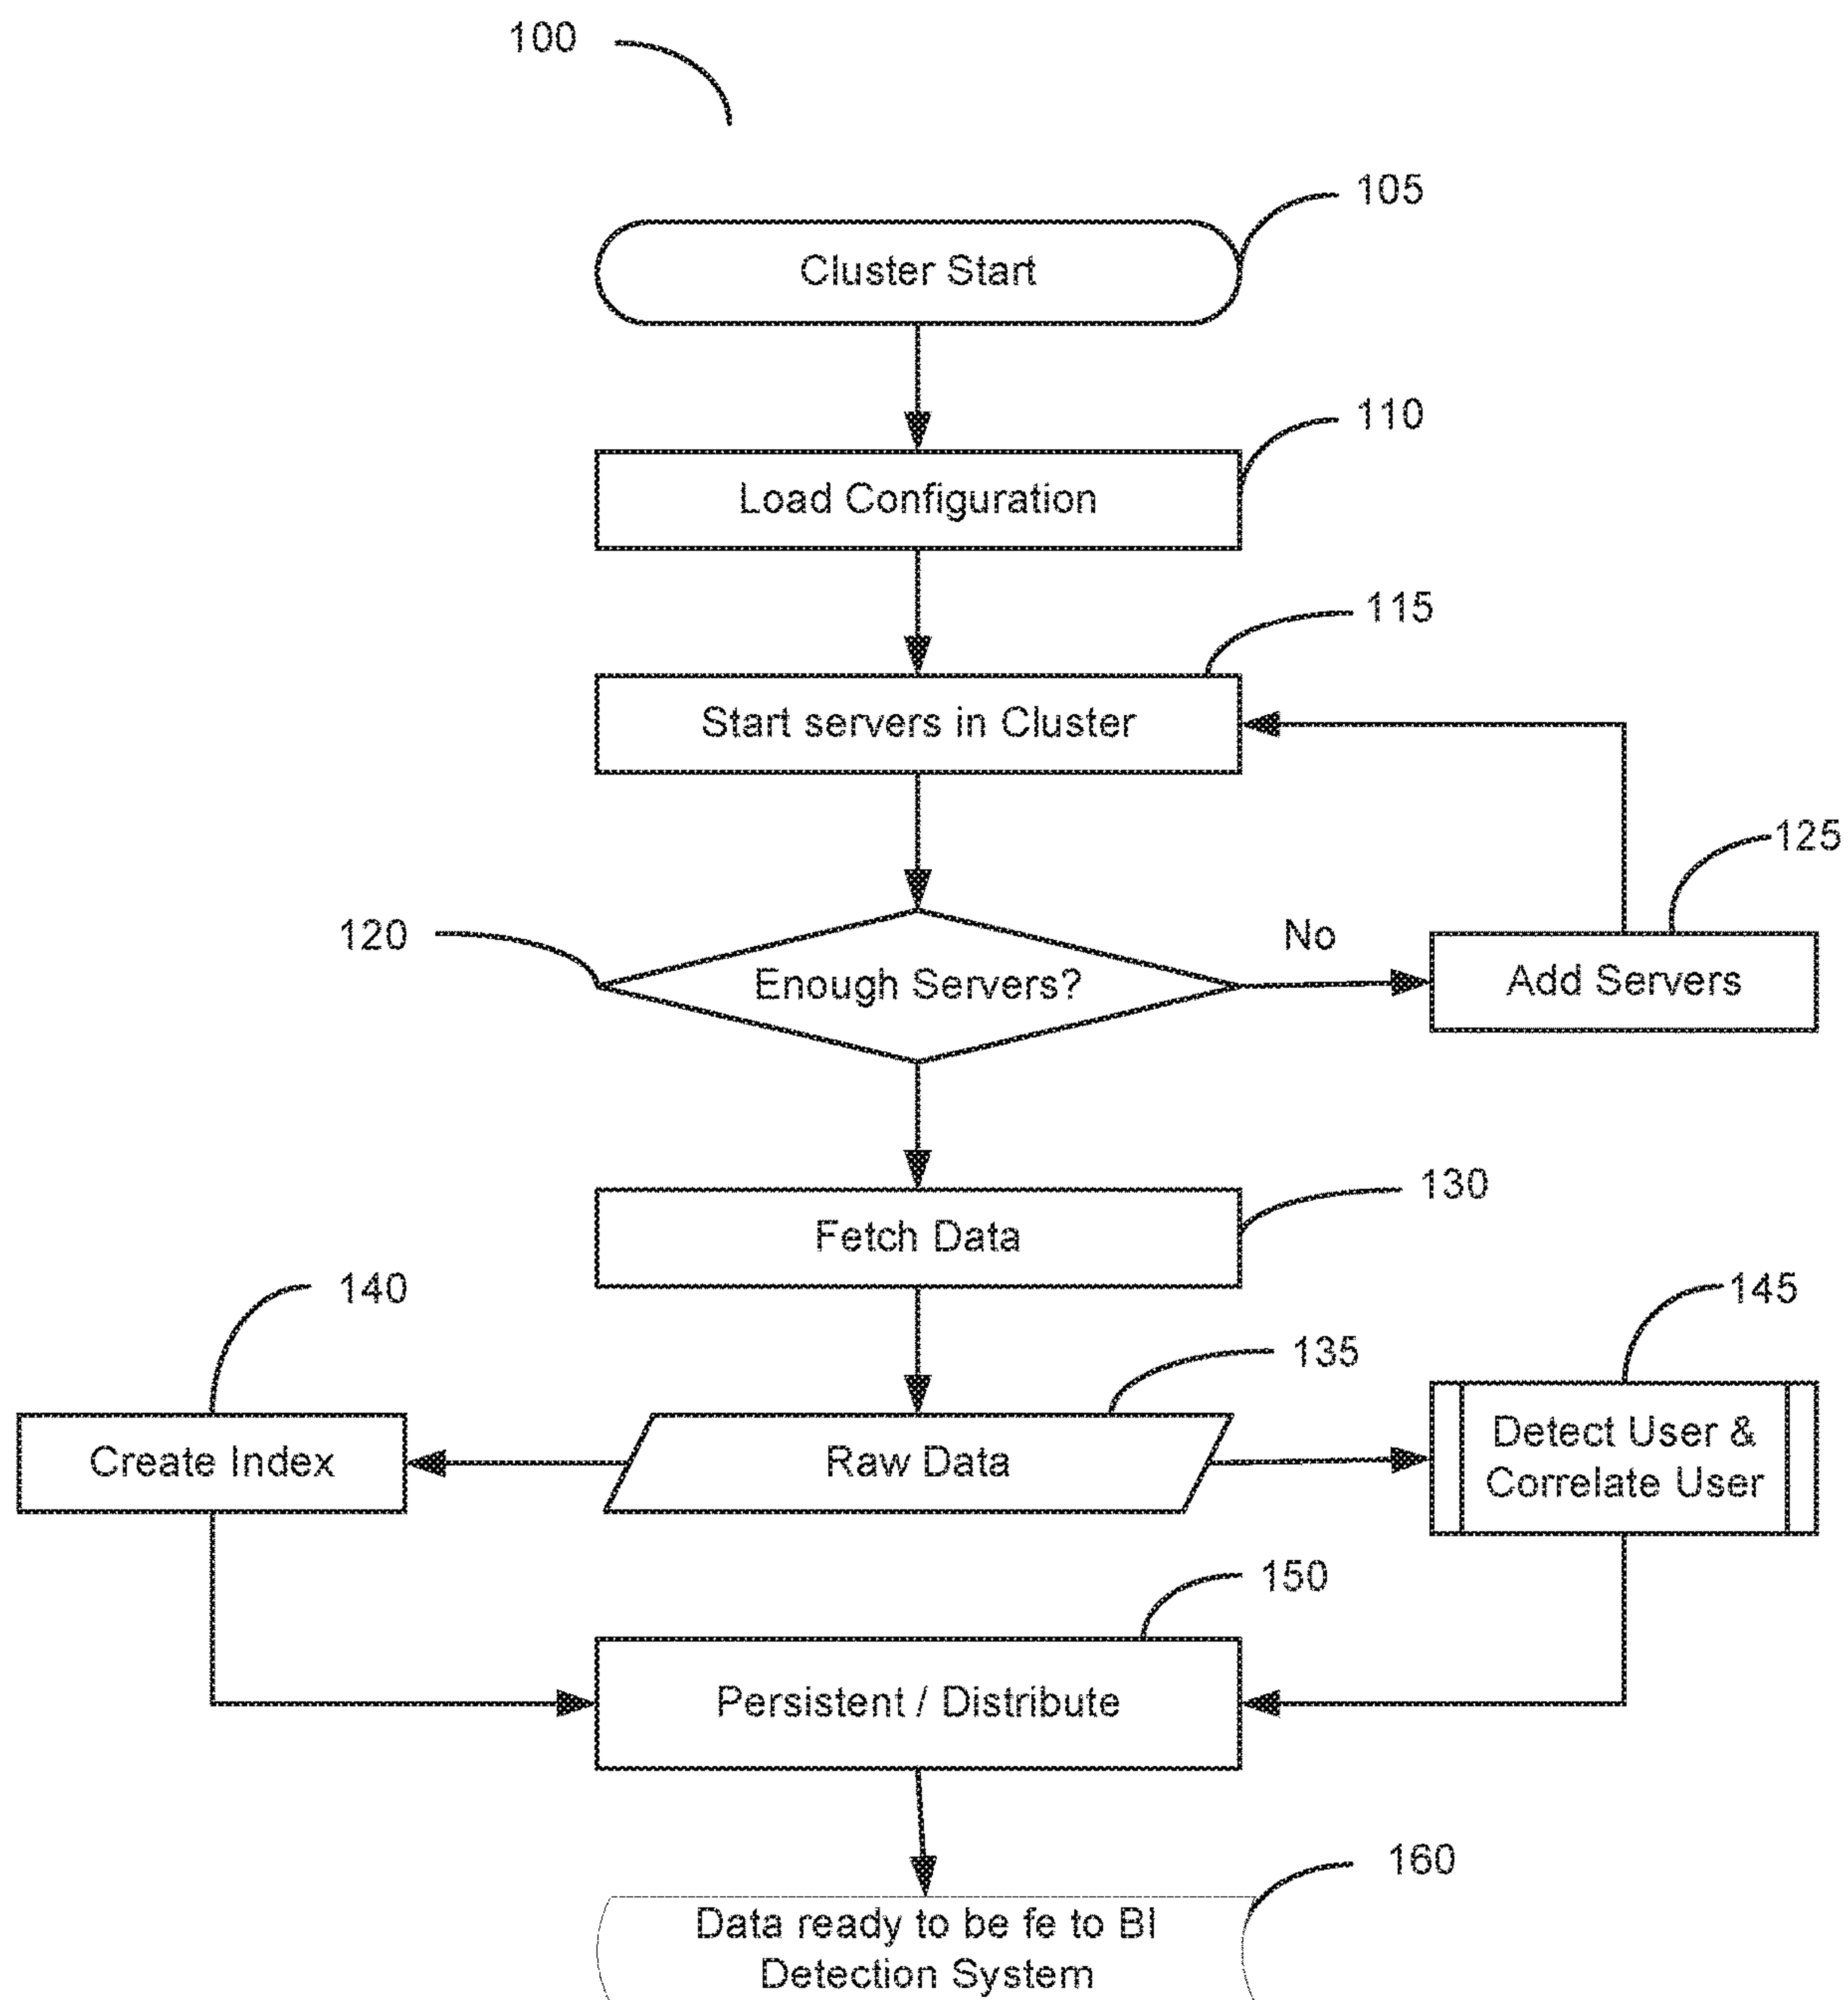 100
105
Cluster Start
110
Load Configuration
115
Start servers in Cluster
125
120
Enough Servers?
No
Add Servers
130
Fetch Data
140
145
135
Create Index
Raw Data
Detect User &
Correlate User
150
Persistent / Distribute
160
Data ready to be fe to BI
Detection System